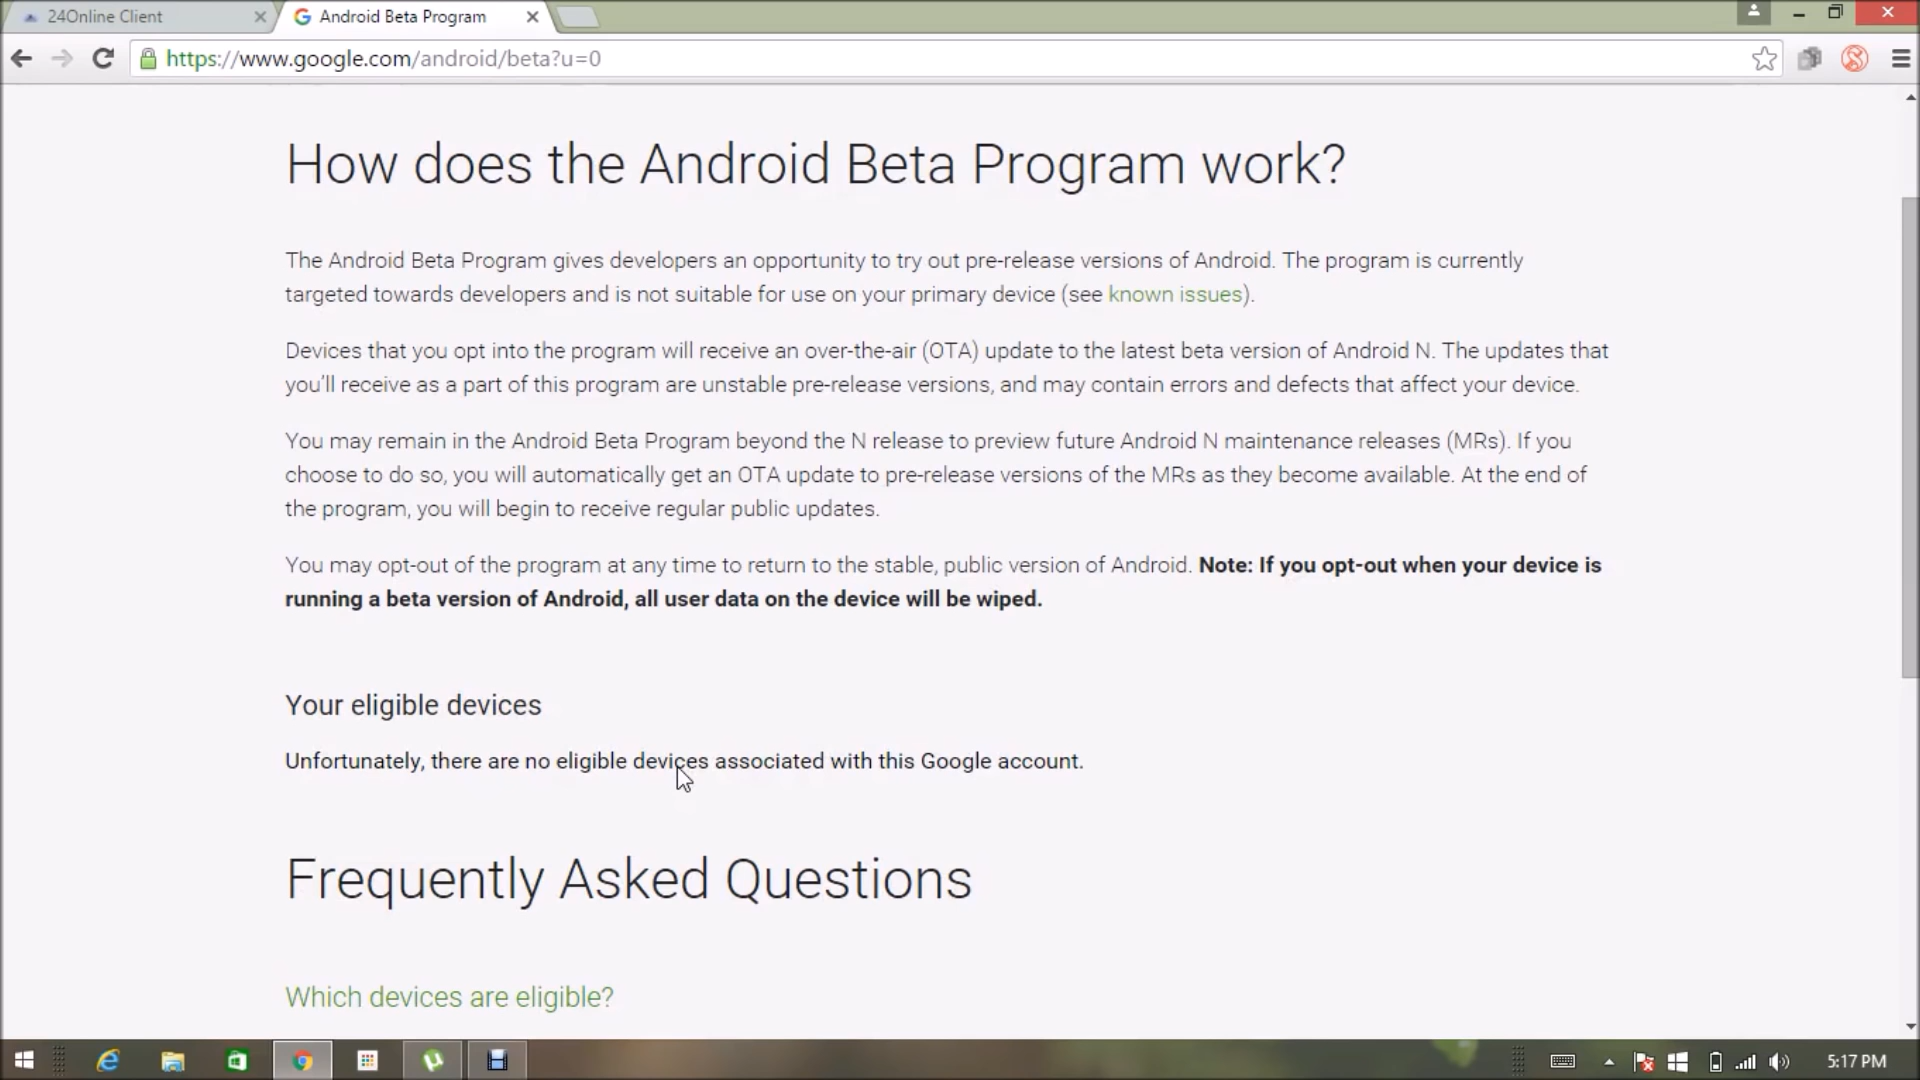 24Online Client
Android Beta Program
https://www.google.com/android/beta?u=0
How does the Android Beta Program work?
The Android Beta Program gives developers an opportunity to try out pre-release versions of Android. The program is currently
targeted towards developers and is not suitable for use on your primary device (see known issues).
Devices that you opt into the program will receive an over-the-air (OTA) update to the latest beta version of Android N. The updates that
you'll receive as a part of this program are unstable pre-release versions, and may contain errors and defects that affect your device.
You may remain in the Android Beta Program beyond the N release to preview future Android N maintenance releases (MRs). If you
choose to do so, you will automatically get an OTA update to pre-release versions of the MRs as they become available. At the end of
the program, you will begin to receive regular public updates.
You may opt-out of the program at any time to return to the stable, public version of Android. Note: If you opt-out when your device is
running a beta version of Android, all user data on the device will be wiped.
Your eligible devices
Unfortunately, there are no eligible devices associated with this Google account.
Frequently Asked Questions
Which devices are eligible?
5:17 PM